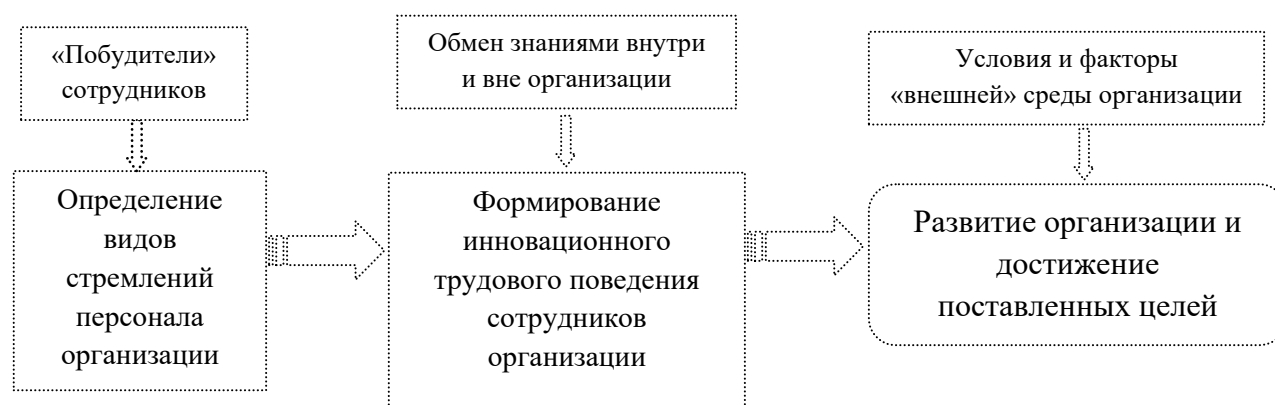 «Побудители»
сотрудников
Обмен знаниями внутри
и вне организации
Условия и факторы
«внешней» среды организации
Определение
видов
стремлений
персонала
организации
Формирование
инновационного
трудового поведения
сотрудников
организации
Развитие организации и
достижение
поставленных целей